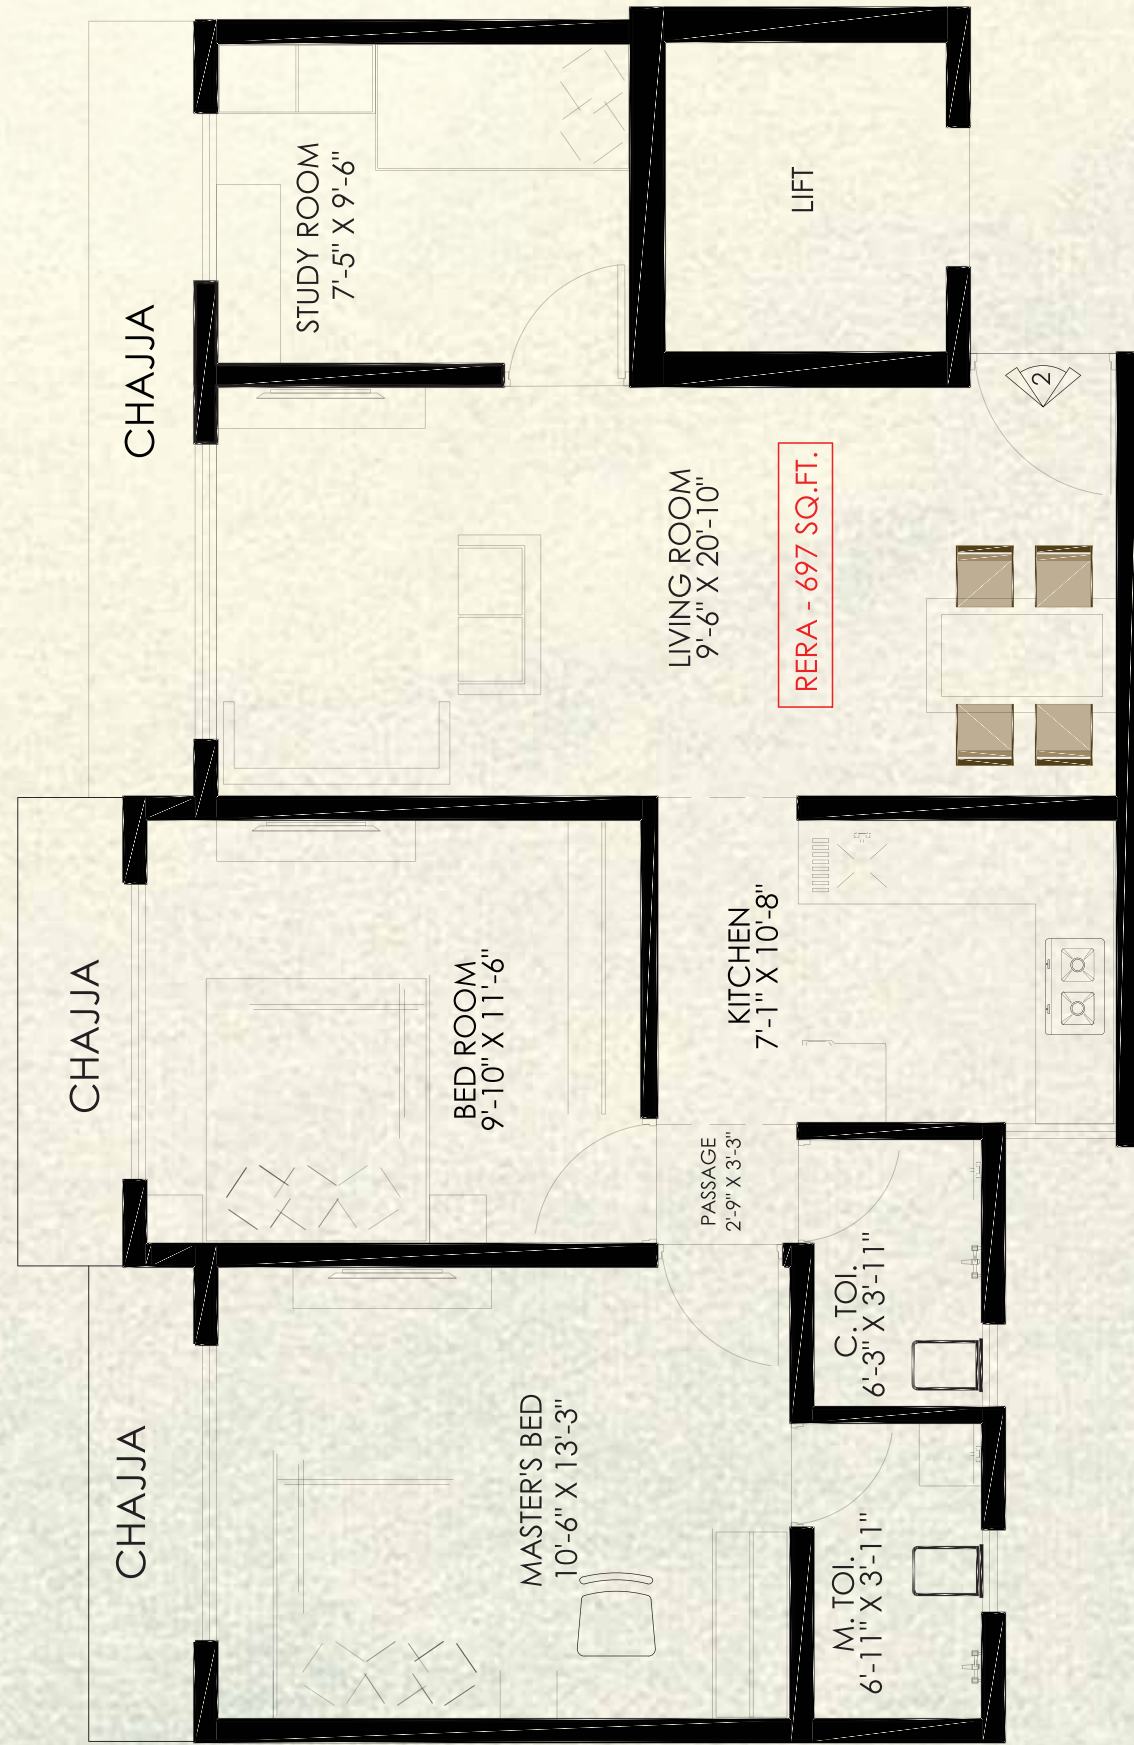 CHAJJA
STUDY ROOM
7'-5" X 9'-6"
LIFT
2
CHAJJA
LIVING ROOM
9'-6" X 20'-10"
RERA - 697 SQ.FT.
BED ROOM
9'-10" X 11'-6"
KITCHEN
7'-1" X 10'-8"
PASSAGE
2'-9" X 3'-3"
CHAJJA
MASTER'S BED
10'-6" X 13'-3"
C. TOI.
6'-3" X 3'-11"
M. TOI.
6'-11" X 3'-11"